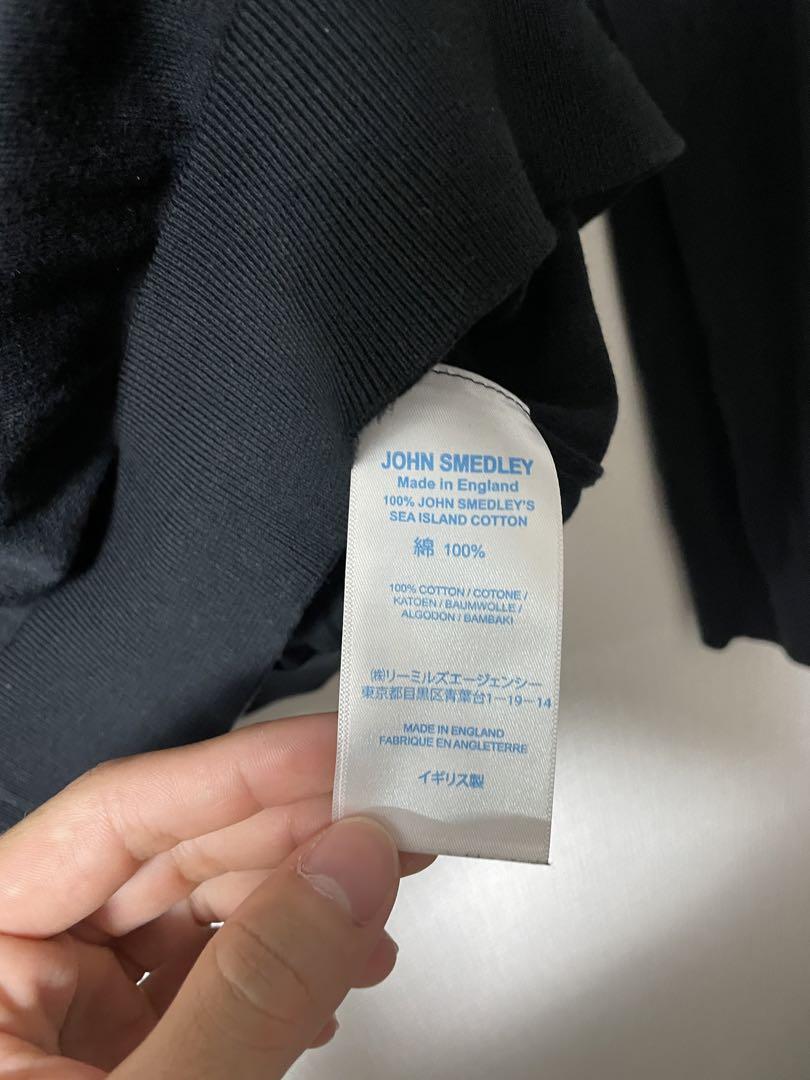 JOHN SMEDLEY
Made in England
100% JOHN SMEDLEY'S
SEA ISLAND COTTON
綿 100%
100% COTTON / COTONE /
KATOEN / BAUMWOLLE /
ALGODON / BAMBAKI
㈱リーミルズエージェンシー
東京都目黒区青葉台1-19-14
MADE IN ENGLAND
FABRIQUE EN ANGLETERRE
イギリス製